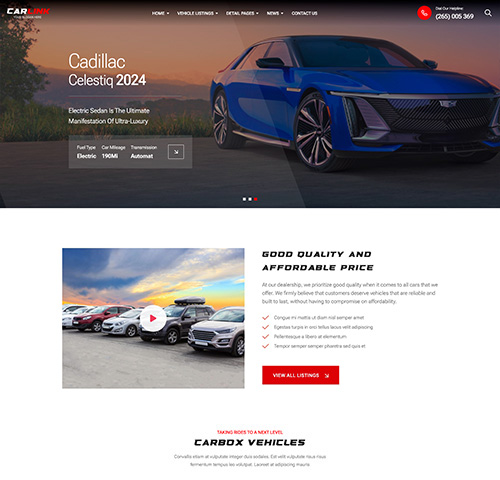 CARLINK
HOME VEHICLE LISTINGS DETAIL PAGES NEWS
Dial Our Helpline:
(265) 005 369
Cadillac
Celestiq 2024
Electric Sedan Is The Ultimate
Manifestation Of Ultra-Luxury
Fuel Type Car Mileage Transmission
Electric 190Mi Automat
GOOD QUALITY AND
AFFORDABLE PRICE
At our dealership, we prioritize good quality when it comes to all cars that we
offer. We firmly believe that customers deserve vehicles that are reliable and
built to last, without having to compromise on affordability.
Congue mi mattra ut diam nisl semper amet
Egestas turpis in orci tellus lacus velit adipiscing
Pellentesque a libero at elementum
Tempor semper semper pharetra sed quis et
VIEW ALL LISTINGS
TAKING RIDES TO A NEXT LEVEL
CARBOX VEHICLES
Convallis etiam at vulputate integer duis sodales. Est velit viverra risus risus
fermentum tempus leo volutpat. Laoreet at adipiscing mauris.